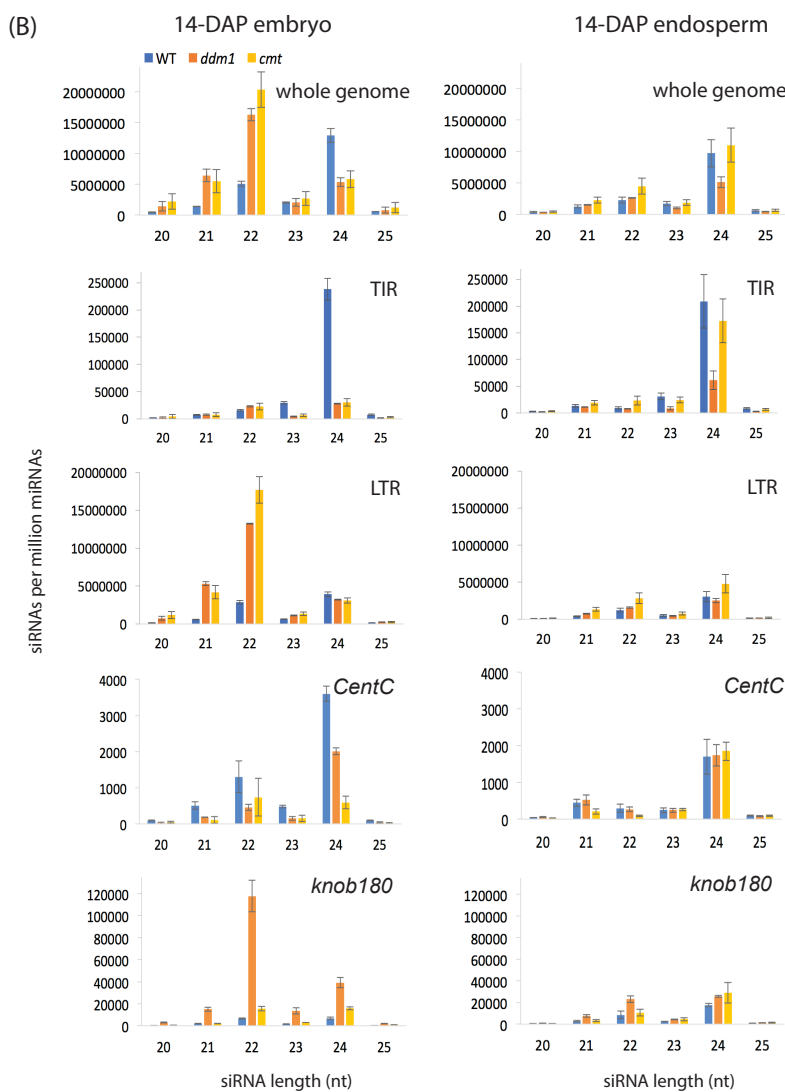 (B)
14-DAP embryo
14-DAP endosperm
WT ddm1 cmt
whole genome
20000000
15000000
10000000
5000000
0
20 21 22 23 24 25
whole genome
20000000
15000000
10000000
5000000
0
20 21 22 23 24 25
TIR
250000
200000
150000
100000
50000
0
20 21 22 23 24 25
TIR
250000
200000
150000
100000
50000
0
20 21 22 23 24 25
siRNAs per million miRNAs
LTR
20000000
15000000
10000000
5000000
0
20 21 22 23 24 25
LTR
20000000
15000000
10000000
5000000
0
20 21 22 23 24 25
CentC
4000
3000
2000
1000
0
20 21 22 23 24 25
CentC
4000
3000
2000
1000
0
20 21 22 23 24 25
knob180
120000
100000
80000
60000
40000
20000
0
20 21 22 23 24 25
siRNA length (nt)
knob180
120000
100000
80000
60000
40000
20000
0
20 21 22 23 24 25
siRNA length (nt)